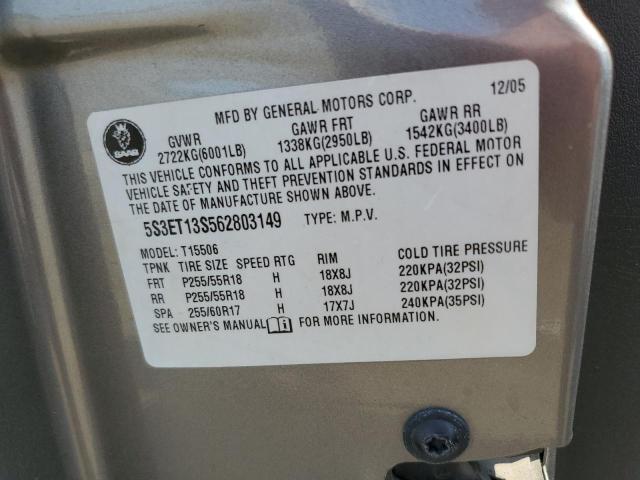 MFD BY GENERAL MOTORS CORP. 12/05
SAAB
GVWR GAWR FRT GAWR RR
2722KG(6001LB) 1338KG(2950LB) 1542KG(3400LB)
THIS VEHICLE CONFORMS TO ALL APPLICABLE U.S. FEDERAL MOTOR
VEHICLE SAFETY AND THEFT PREVENTION STANDARDS IN EFFECT ON
THE DATE OF MANUFACTURE SHOWN ABOVE.
5S3ET13S562803149 TYPE: M.P.V.
MODEL: T15506
TPNK TIRE SIZE SPEED RTG RIM COLD TIRE PRESSURE
FRT P255/55R18 H 18X8J 220KPA(32PSI)
RR P255/55R18 H 18X8J 220KPA(32PSI)
SPA 255/60R17 H 17X7J 240KPA(35PSI)
SEE OWNER'S MANUAL FOR MORE INFORMATION.